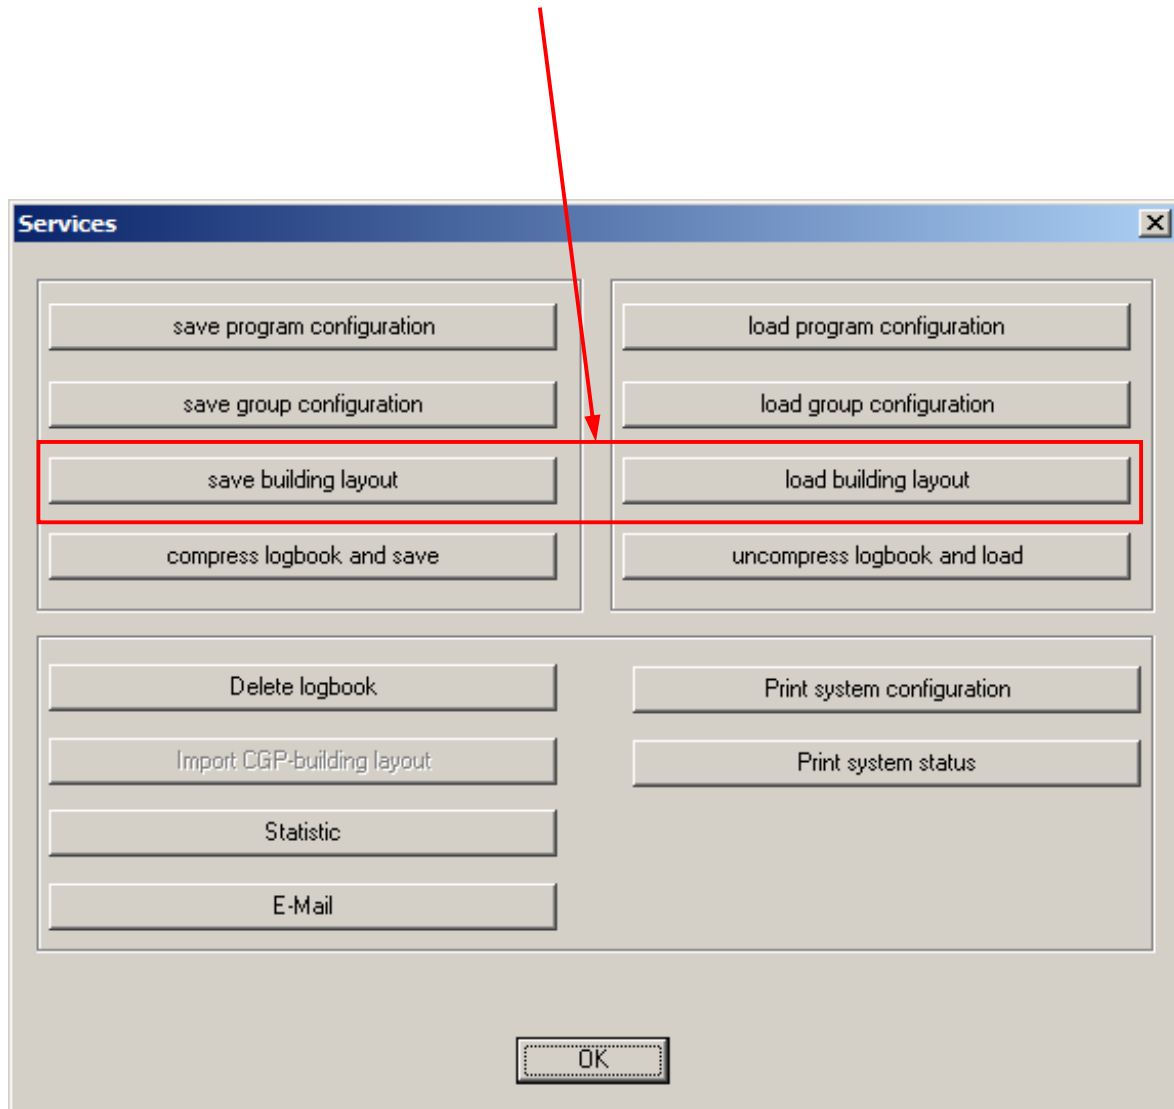 Services
save program configuration
load program configuration
save group configuration
load group configuration
save building layout
load building layout
compress logbook and save
uncompress logbook and load
Delete logbook
Print system configuration
Import CGP-building layout
Print system status
Statistic
E-Mail
OK